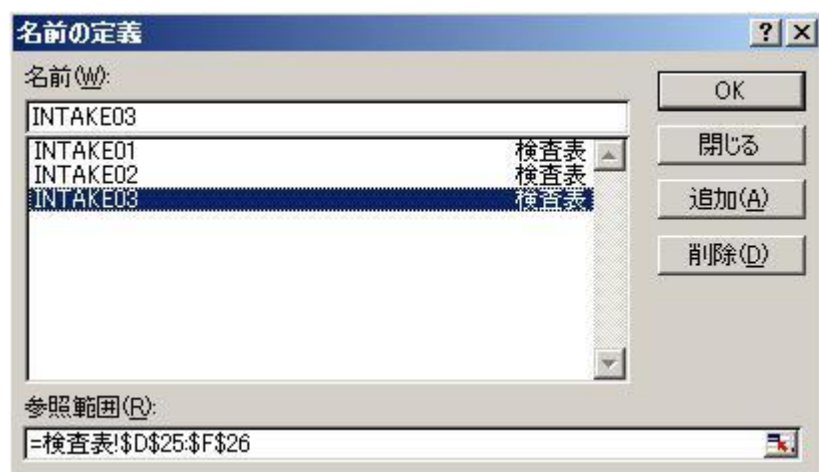 名前の定義
名前(W):
OK
INTAKE03
INTAKE01 検査表
閉じる
INTAKE02 検査表
INTAKE03 検査表
追加(A)
削除(D)
参照範囲(R):
=検査表!$D$25:$F$26